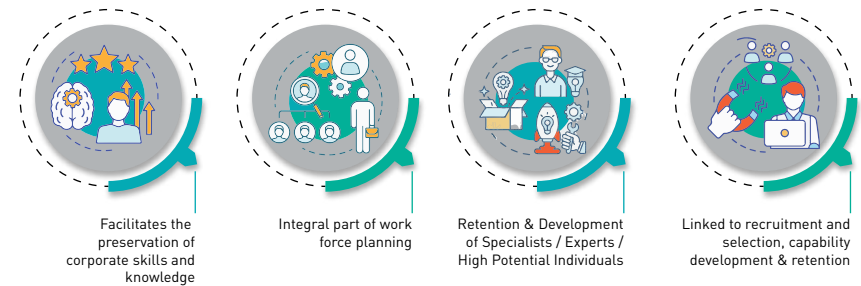 Facilitates the
preservation of
corporate skills and
knowledge
Integral part of work
force planning
Retention & Development
of Specialists / Experts /
High Potential Individuals
Linked to recruitment and
selection, capability
development & retention